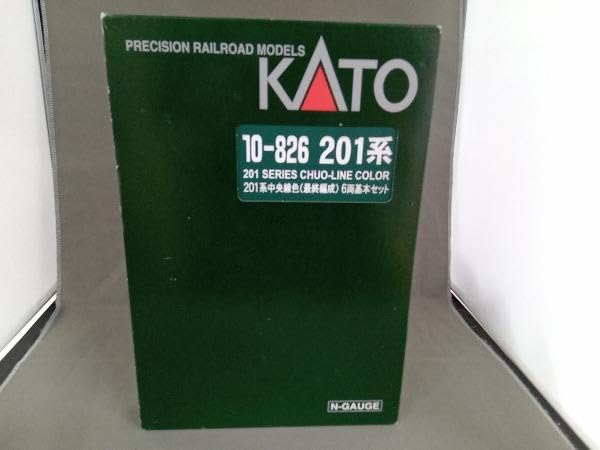 PRECISION RAILROAD MODELS
KATO
10-826 201系
201 SERIES CHUO-LINE COLOR
201系中央線色(最終編成)6両基本セット
N-GAUGE